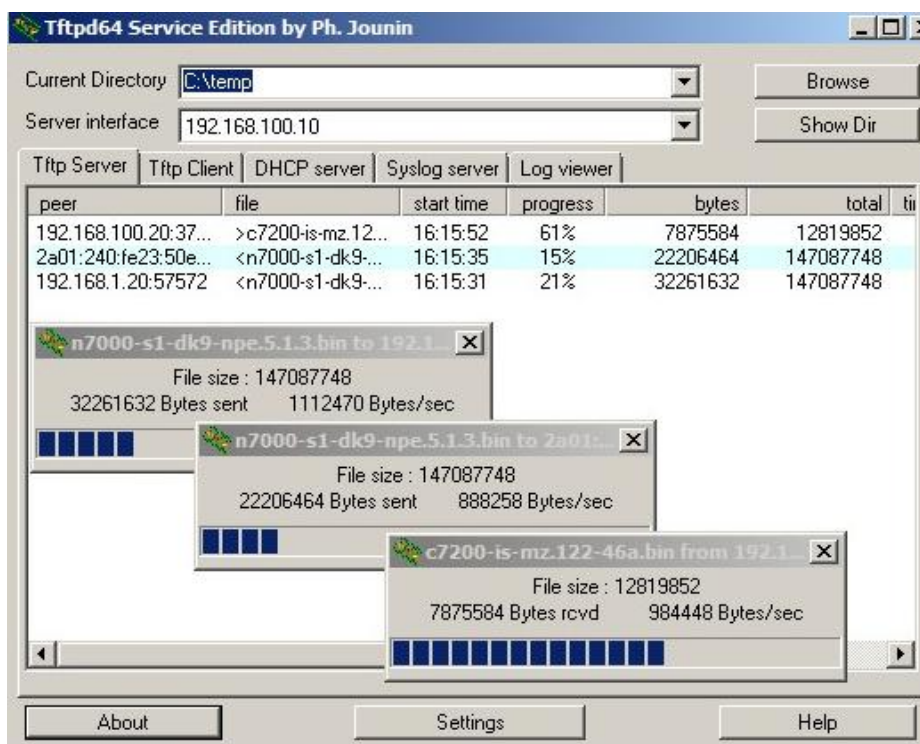 Tftpd64 Service Edition by Ph. Jounin
Current Directory C:\temp Browse
Server interface 192.168.100.10 Show Dir
Tftp Server Tftp Client DHCP server Syslog server Log viewer
peer file start time progress bytes total
192.168.100.20:37... >c7200-is-mz.12... 16:15:52 61% 7875584 12819852
2a01:240:fe23:50e... <n7000-s1-dk9-... 16:15:35 15% 22206464 147087748
192.168.1.20:57572 <n7000-s1-dk9-... 16:15:31 21% 32261632 147087748
n7000-s1-dk9-npe.5.1.3.bin to 192.1...
File size : 147087748
32261632 Bytes sent 1112470 Bytes/sec
n7000-s1-dk9-npe.5.1.3.bin to 2a01:...
File size : 147087748
22206464 Bytes sent 888258 Bytes/sec
c7200-is-mz.122-46a.bin from 192.1...
File size : 12819852
7875584 Bytes rcvd 984448 Bytes/sec
About Settings Help